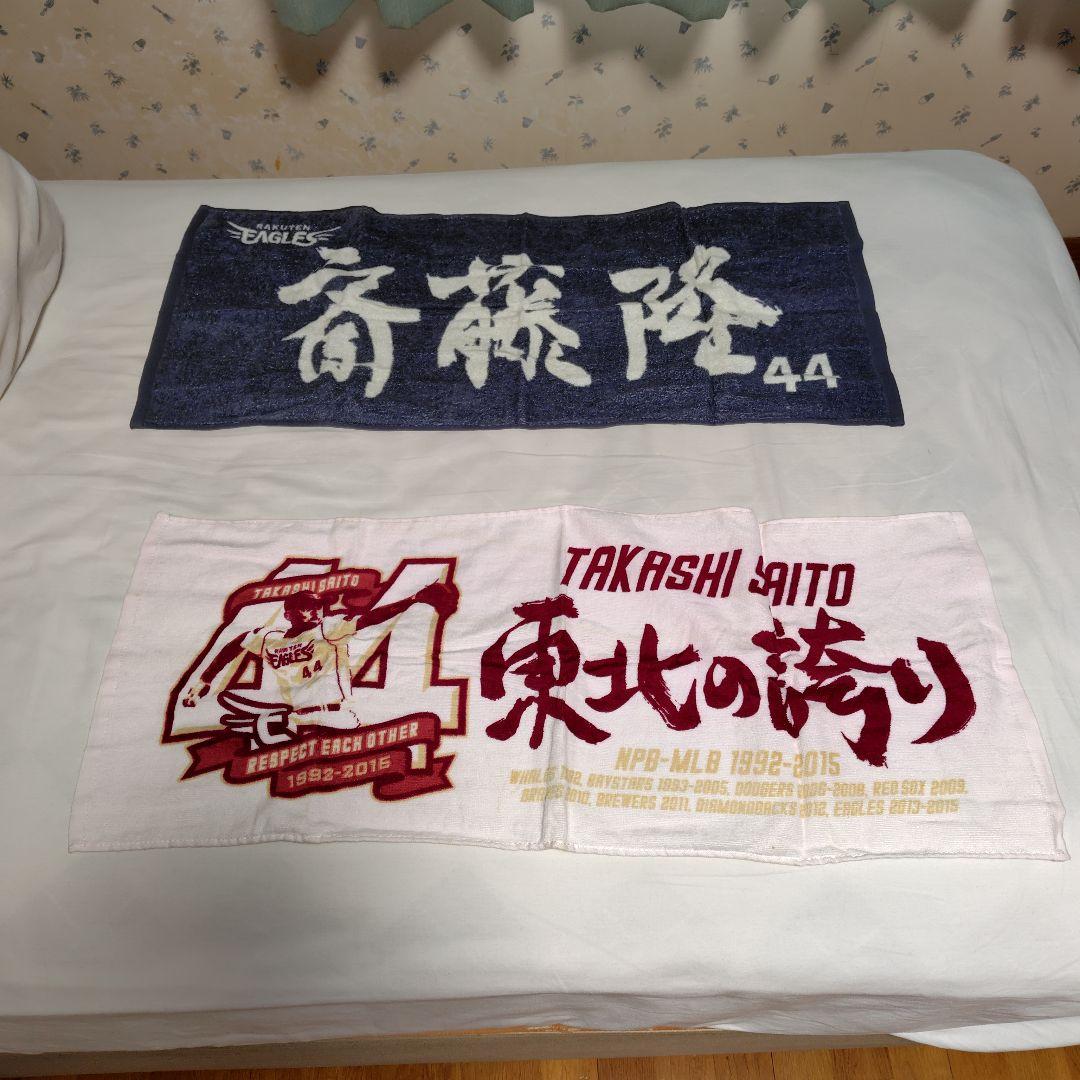 RAKUTEN
EAGLES
斎藤隆
44
TAKASHI SAITO
44
RAKUTEN
EAGLES
44
RESPECT EACH OTHER
1992-2015
TAKASHI SAITO
東北の誇り
NPB-MLB 1992-2015
WHALES 1992, BAYSTARS 1993-2005, DODGERS 2006-2008, RED SOX 2009,
BRAVES 2010, BREWERS 2011, DIAMONDBACKS 2012, EAGLES 2013-2015